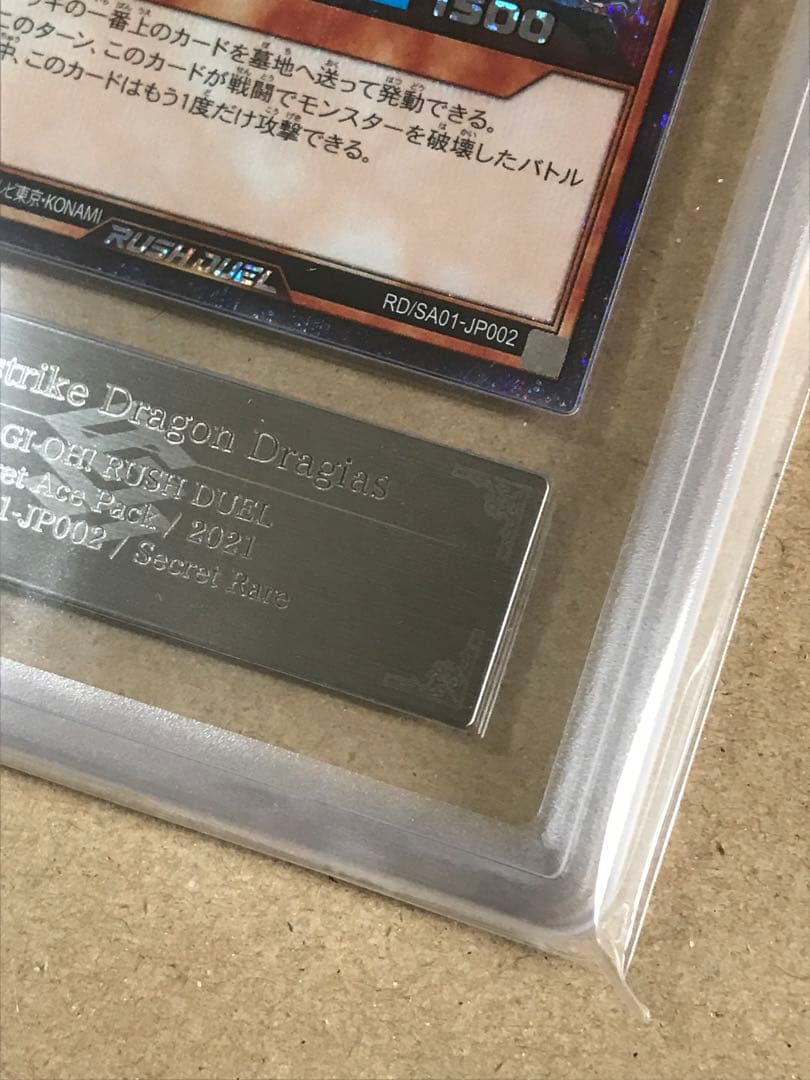 1500
ッキの一番上のカードを墓地へ送って発動できる。
このターン、このカードが戦闘でモンスターを破壊したバトル
中、このカードはもう1度だけ攻撃できる。
レビ東京・KONAMI
RUSH DUEL
RD/SA01-JP002
strike Dragon Dragias
GI-OH! RUSH DUEL
ret Ace Pack / 2021
1-JP002 / Secret Rare